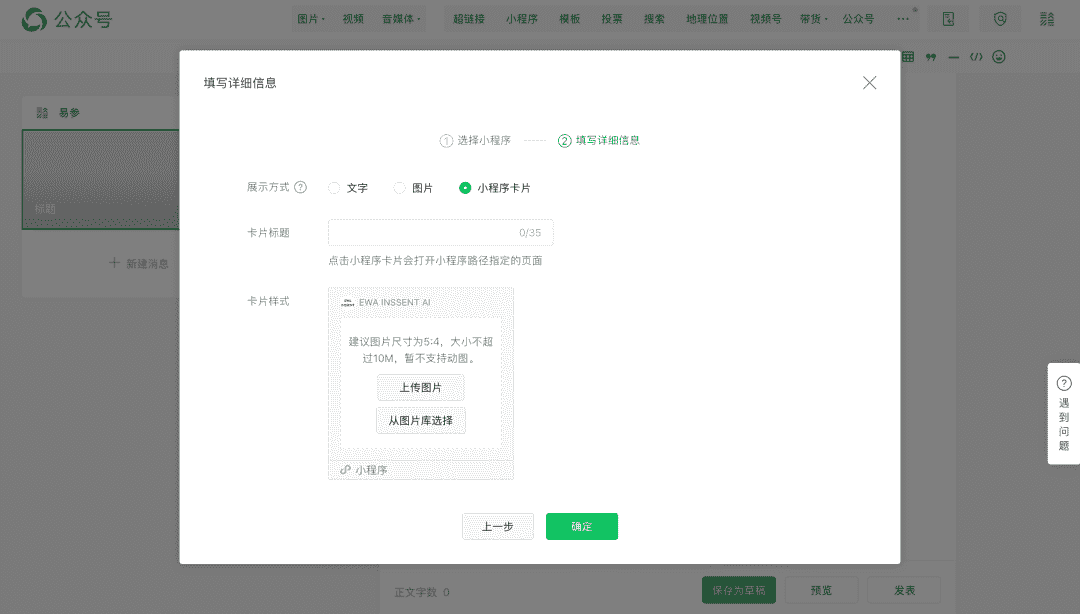 公众号
图片 视频 音媒体 超链接 小程序 模板 投票 搜索 地理位置 视频号 带货 公众号 ···
易参
标题
新建消息
填写详细信息
1 选择小程序 2 填写详细信息
展示方式 ? 文字 图片 小程序卡片
卡片标题 0/35
点击小程序卡片会打开小程序路径指定的页面
卡片样式
EWA INSSENT AI
建议图片尺寸为5:4，大小不超
过10M，暂不支持动图。
上传图片
从图片库选择
小程序
上一步 确定
?
遇
到
问
题
正文字数 0 保存为草稿 预览 发表